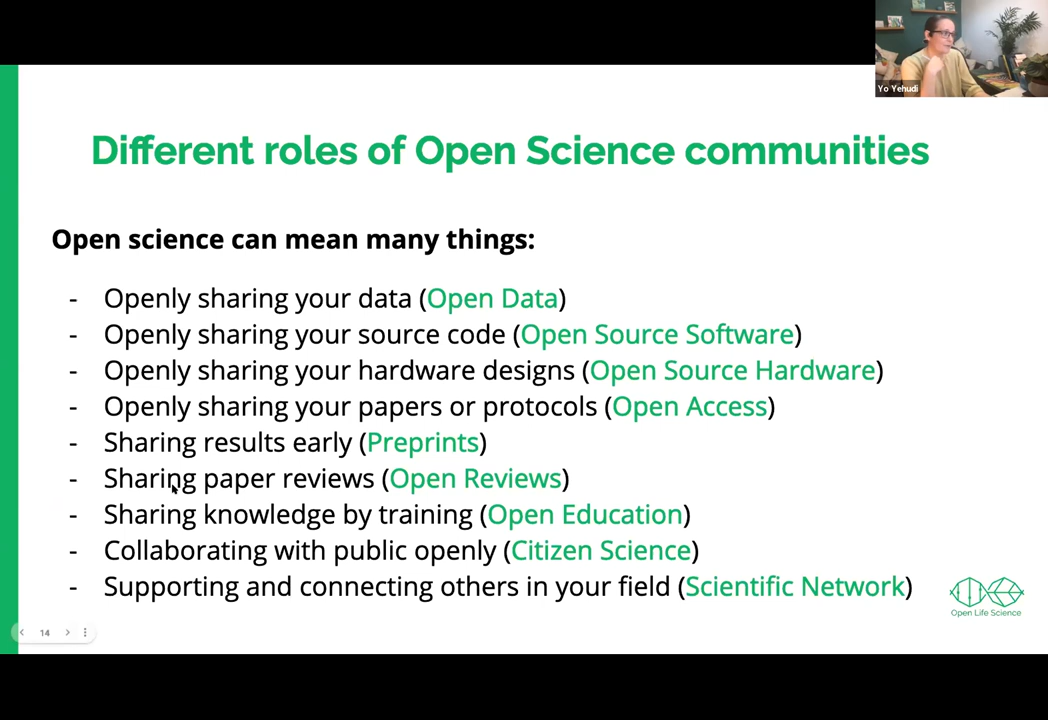 Yo Yehudi
Different roles of Open Science communities
Open science can mean many things:
- Openly sharing your data (Open Data)
- Openly sharing your source code (Open Source Software)
- Openly sharing your hardware designs (Open Source Hardware)
- Openly sharing your papers or protocols (Open Access)
- Sharing results early (Preprints)
- Sharing paper reviews (Open Reviews)
- Sharing knowledge by training (Open Education)
- Collaborating with public openly (Citizen Science)
- Supporting and connecting others in your field (Scientific Network)
Open Life Science
14